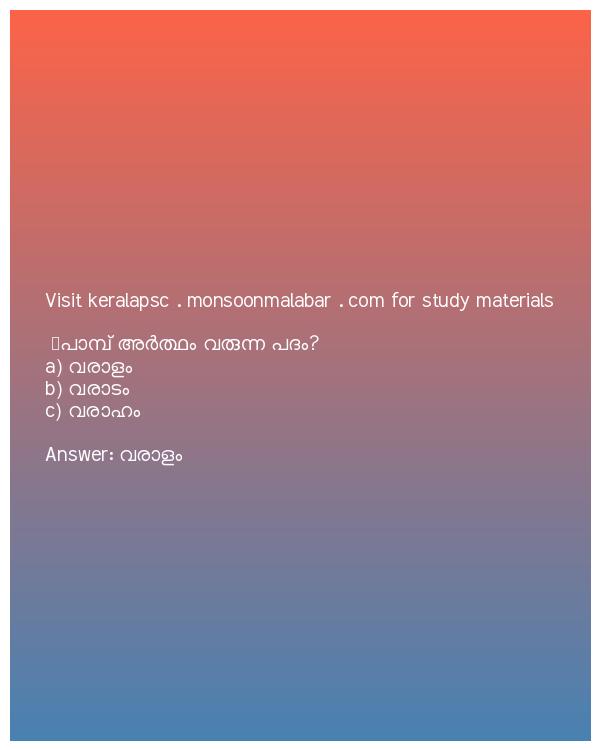 Visit keralapsc . monsoonmalabar . com for study materials
പാമ്പ് അർത്ഥം വരുന്ന പദം?
a) വരാളം
b) വരാടം
c) വരാഹം
Answer: വരാളം